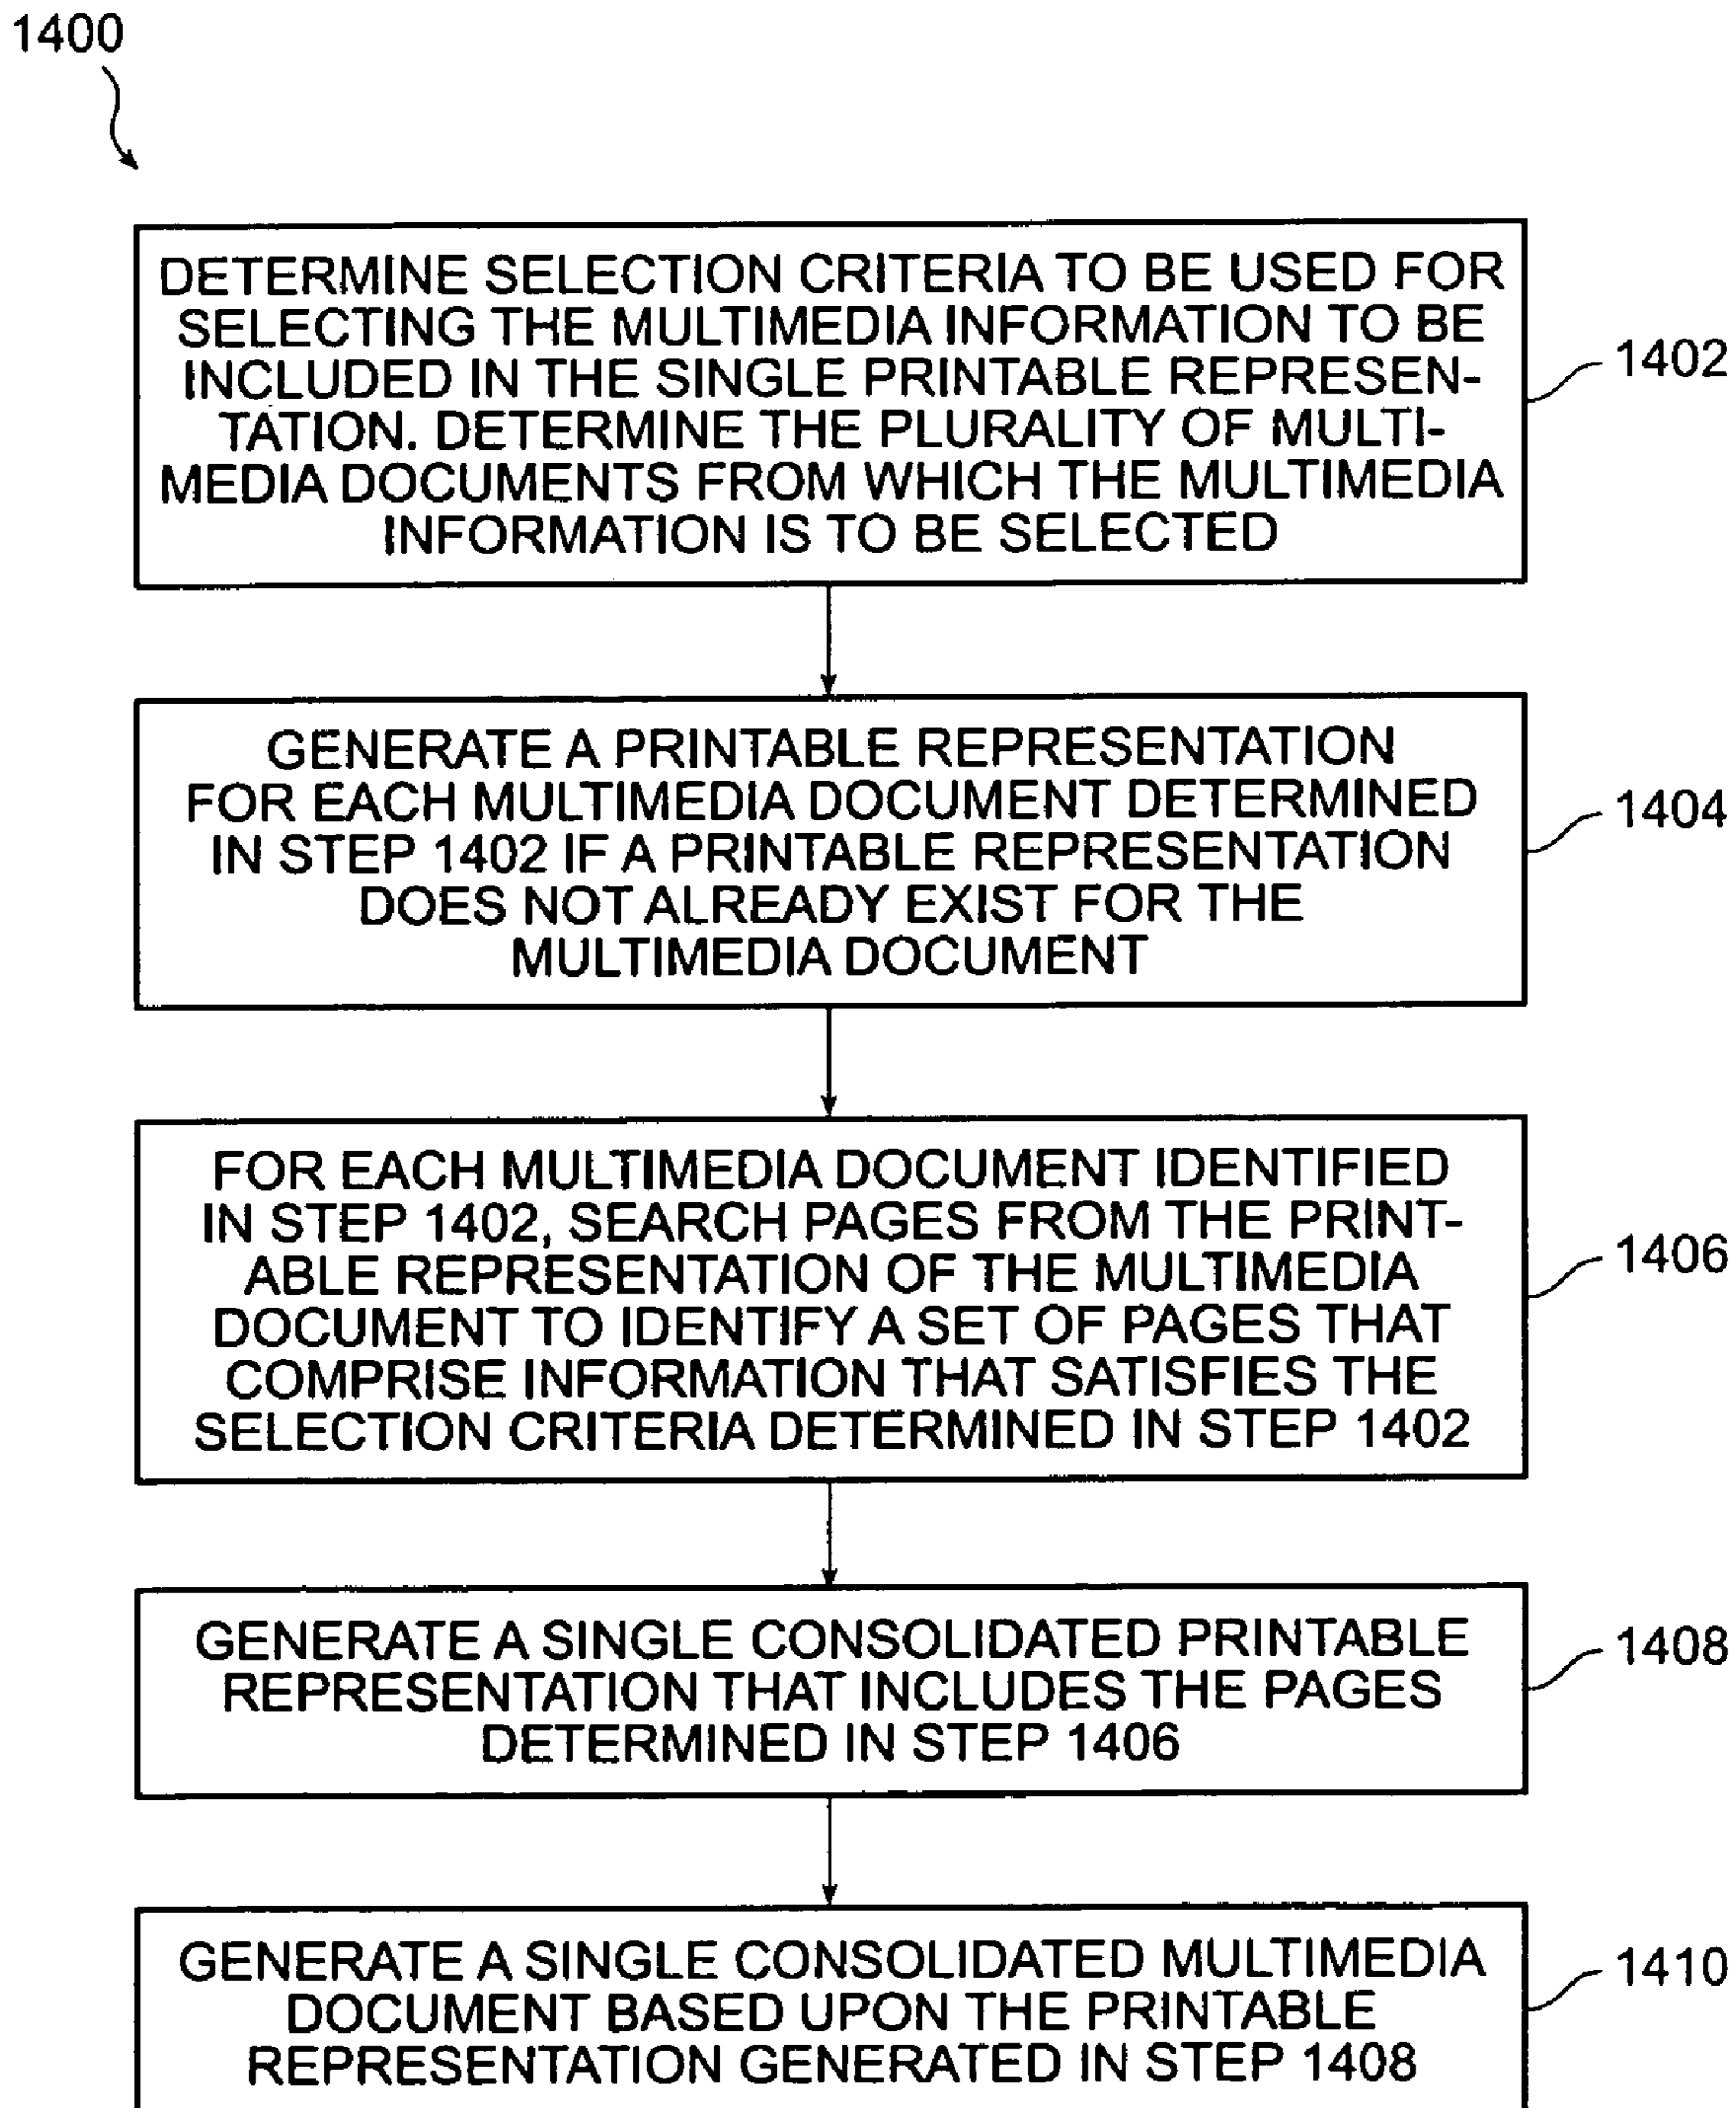 1400
DETERMINE SELECTION CRITERIA TO BE USED FOR
SELECTING THE MULTIMEDIA INFORMATION TO BE
INCLUDED IN THE SINGLE PRINTABLE REPRESEN-
TATION. DETERMINE THE PLURALITY OF MULTI-
MEDIA DOCUMENTS FROM WHICH THE MULTIMEDIA
INFORMATION IS TO BE SELECTED
1402
GENERATE A PRINTABLE REPRESENTATION
FOR EACH MULTIMEDIA DOCUMENT DETERMINED
IN STEP 1402 IF A PRINTABLE REPRESENTATION
DOES NOT ALREADY EXIST FOR THE
MULTIMEDIA DOCUMENT
1404
FOR EACH MULTIMEDIA DOCUMENT IDENTIFIED
IN STEP 1402, SEARCH PAGES FROM THE PRINT-
ABLE REPRESENTATION OF THE MULTIMEDIA
DOCUMENT TO IDENTIFY A SET OF PAGES THAT
COMPRISE INFORMATION THAT SATISFIES THE
SELECTION CRITERIA DETERMINED IN STEP 1402
1406
GENERATE A SINGLE CONSOLIDATED PRINTABLE
REPRESENTATION THAT INCLUDES THE PAGES
DETERMINED IN STEP 1406
1408
GENERATE A SINGLE CONSOLIDATED MULTIMEDIA
DOCUMENT BASED UPON THE PRINTABLE
REPRESENTATION GENERATED IN STEP 1408
1410